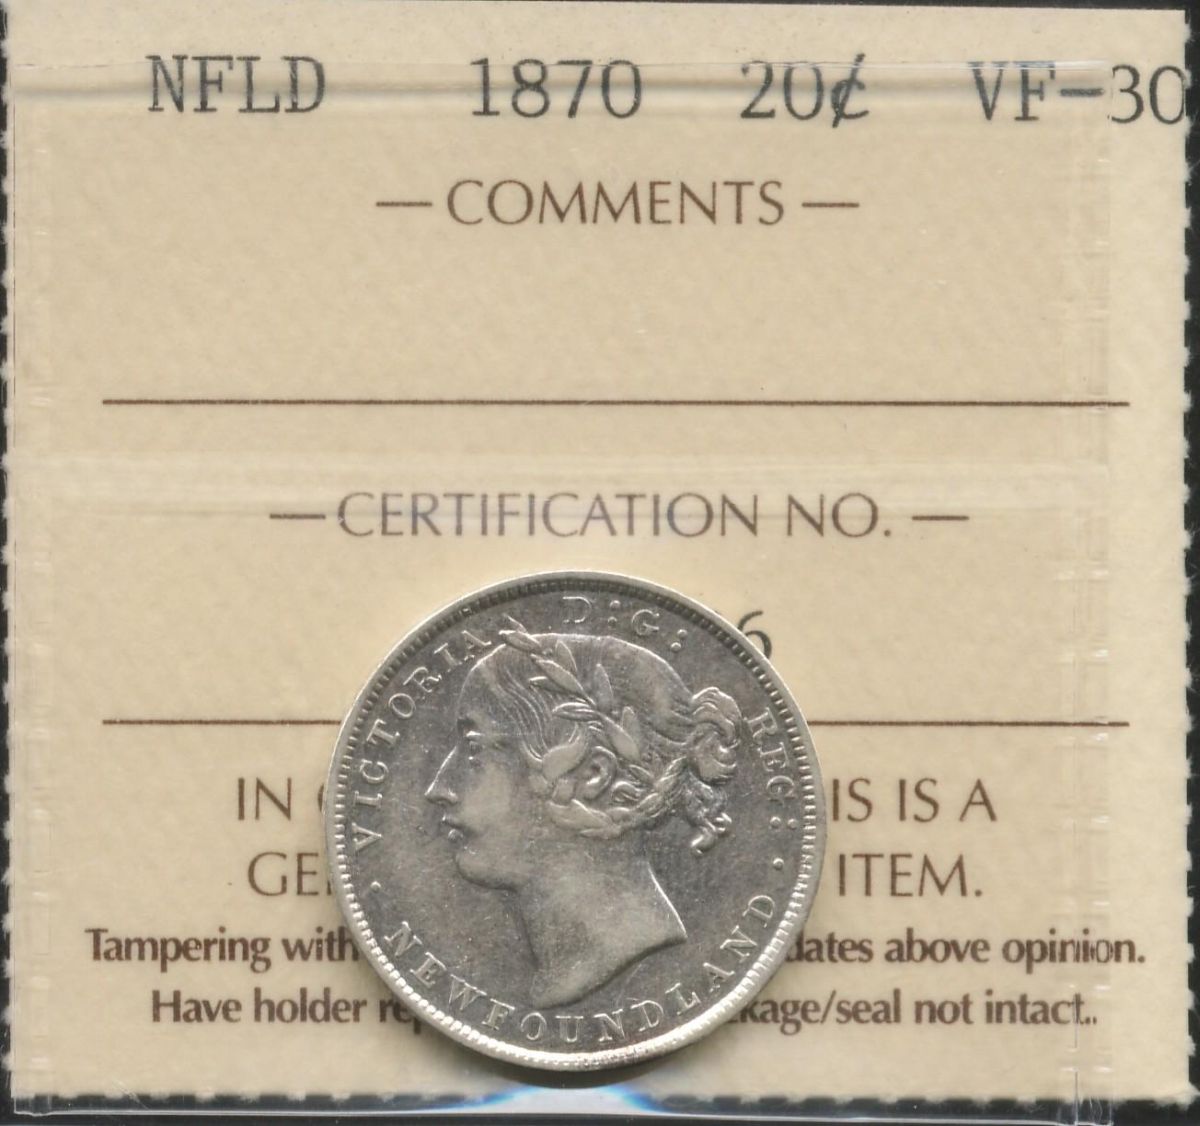 NFLD 1870 20¢ VF-30
— COMMENTS —
— CERTIFICATION NO. —
6
VICTORIA D:G: REG:
• NEWFOUNDLAND •
IN IS IS A
GE ITEM.
Tampering with dates above opinion.
Have holder re kage/seal not intact..